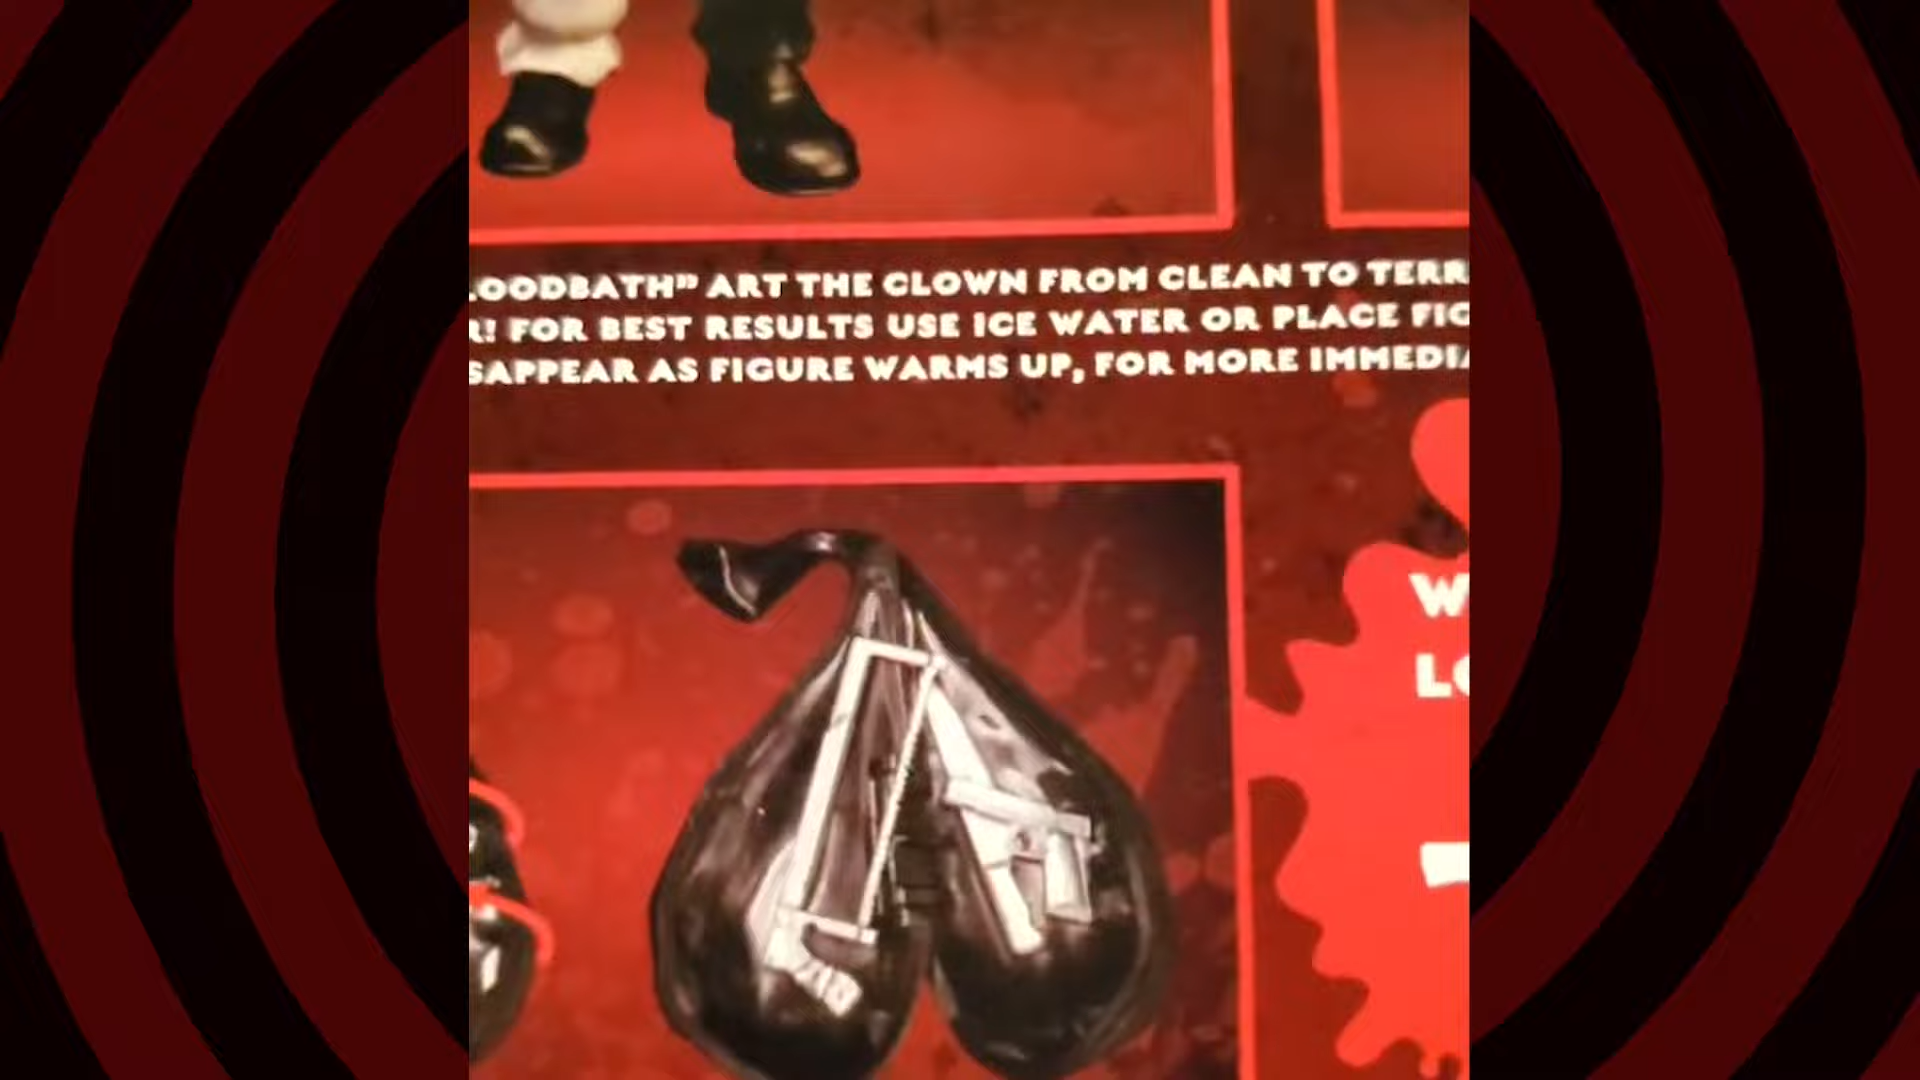 LOODBATH" ART THE CLOWN FROM CLEAN TO TERR
R! FOR BEST RESULTS USE ICE WATER OR PLACE FIG
SAPPEAR AS FIGURE WARMS UP, FOR MORE IMMEDIA
W
LO